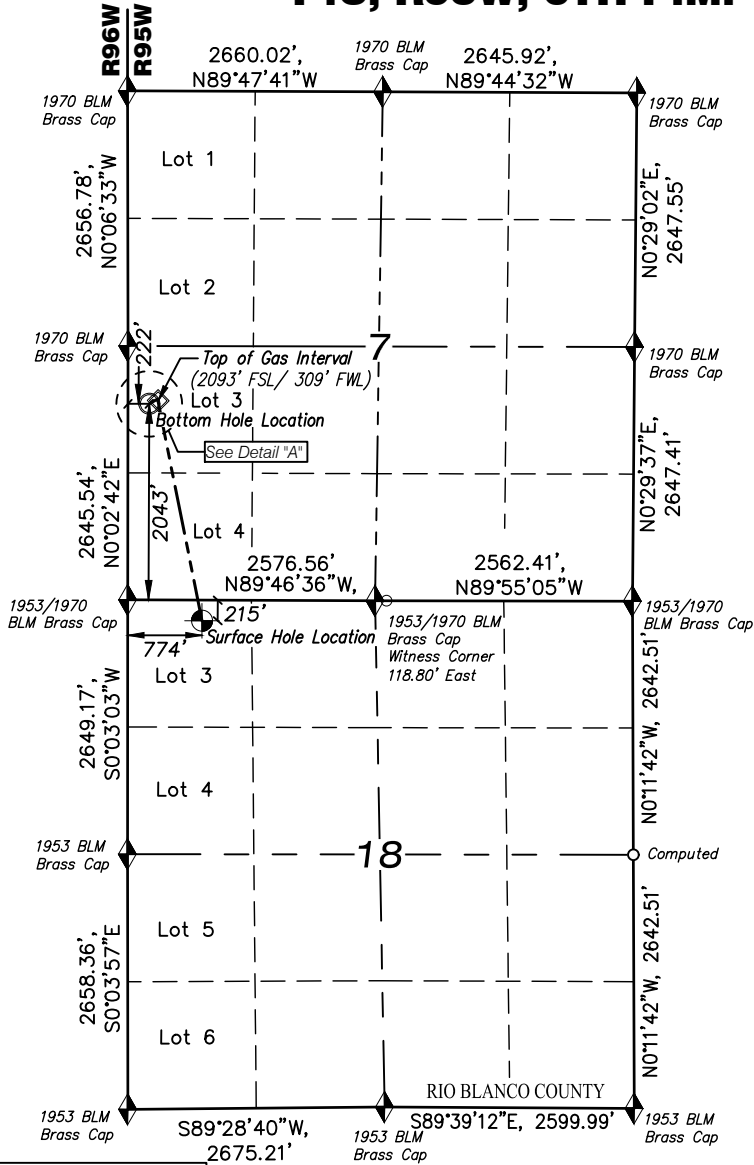 R96W
R95W
2660.02',
N89°47'41"W
1970 BLM
Brass Cap
2645.92',
N89°44'32"W
1970 BLM
Brass Cap
1970 BLM
Brass Cap
Lot 1
2656.78',
N0°06'33"W
N0°29'02"E,
2647.55'
Lot 2
1970 BLM
Brass Cap
222'
7
1970 BLM
Brass Cap
Top of Gas Interval
(2093' FSL/ 309' FWL)
Lot 3
Bottom Hole Location
See Detail "A"
2645.54'
N0°02'42"E
2043'
N0°29'37"E,
2647.41'
Lot 4
2576.56'
N89°46'36"W,
2562.41',
N89°55'05"W
1953/1970
BLM Brass Cap
215'
774'
Surface Hole Location
1953/1970 BLM
Brass Cap
Witness Corner
118.80' East
1953/1970
BLM Brass Cap
Lot 3
2649.17'
S0°03'03"W
N0°11'42"W, 2642.51'
Lot 4
1953 BLM
Brass Cap
18
Computed
Lot 5
2658.36',
S0°03'57"E
N0°11'42"W, 2642.51'
Lot 6
RIO BLANCO COUNTY
1953 BLM
Brass Cap
S89°28'40"W,
2675.21'
1953 BLM
Brass Cap
S89°39'12"E, 2599.99'
1953 BLM
Brass Cap